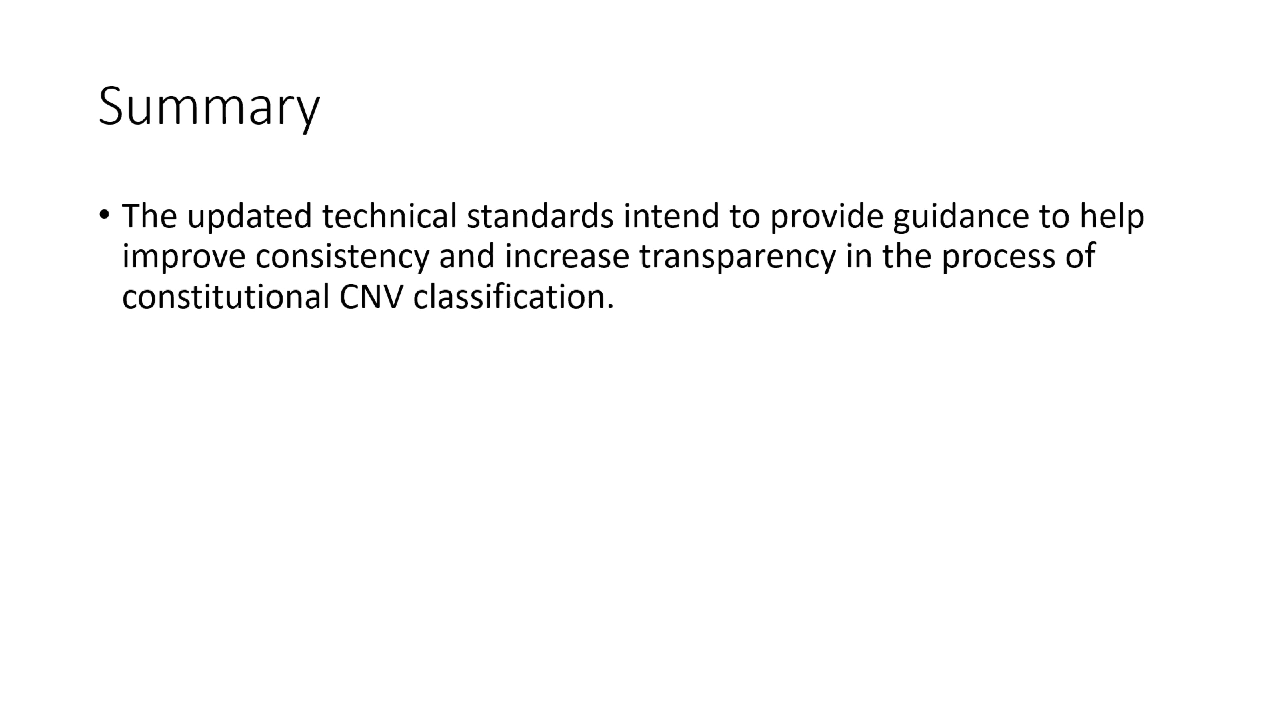 Summary
• The updated technical standards intend to provide guidance to help
improve consistency and increase transparency in the process of
constitutional CNV classification.